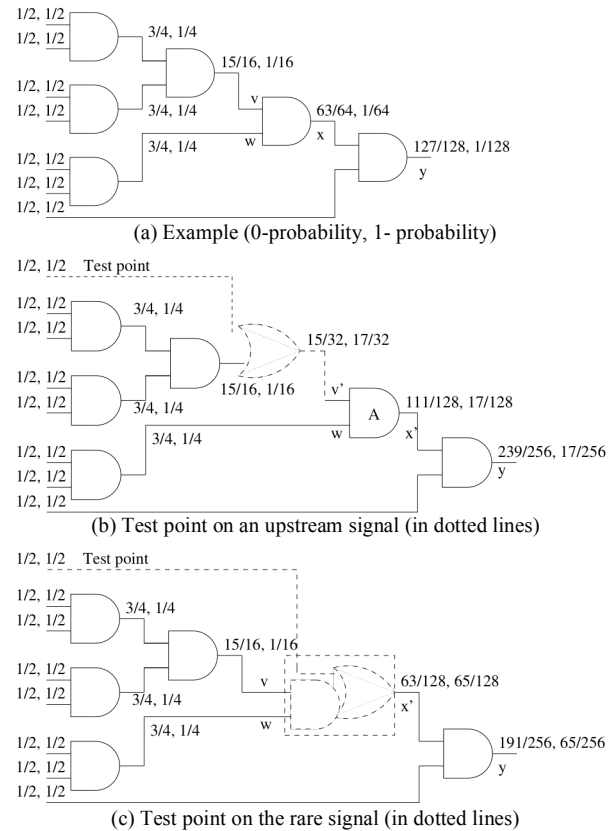 1/2, 1/2
1/2, 1/2
3/4, 1/4
15/16, 1/16
1/2, 1/2
1/2, 1/2
3/4, 1/4
v
63/64, 1/64
3/4, 1/4
w
x
127/128, 1/128
1/2, 1/2
1/2, 1/2
1/2, 1/2
y
(a) Example (0-probability, 1- probability)
1/2, 1/2 Test point
1/2, 1/2
1/2, 1/2
3/4, 1/4
15/32, 17/32
1/2, 1/2
1/2, 1/2
3/4, 1/4
15/16, 1/16
v'
A
111/128, 17/128
3/4, 1/4
w
x'
239/256, 17/256
1/2, 1/2
1/2, 1/2
1/2, 1/2
y
(b) Test point on an upstream signal (in dotted lines)
1/2, 1/2 Test point
1/2, 1/2
1/2, 1/2
3/4, 1/4
15/16, 1/16
1/2, 1/2
1/2, 1/2
3/4, 1/4
v
63/128, 65/128
3/4, 1/4
w
x'
191/256, 65/256
1/2, 1/2
1/2, 1/2
1/2, 1/2
y
(c) Test point on the rare signal (in dotted lines)